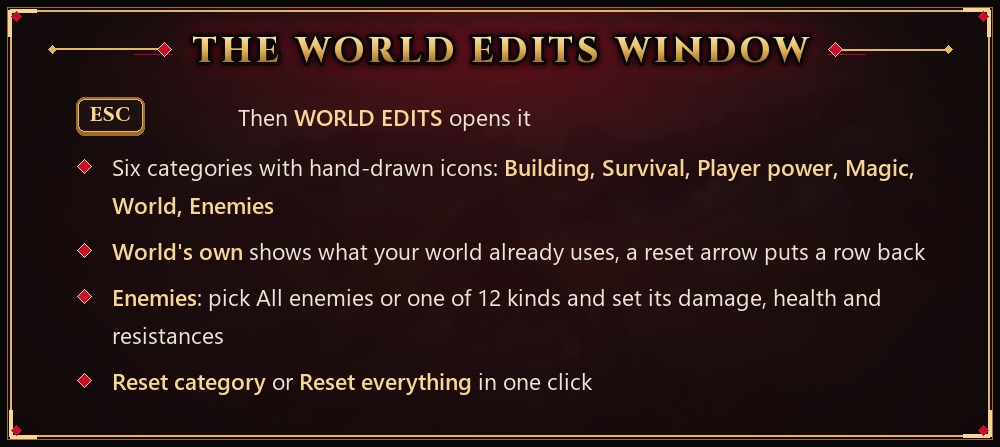 THE WORLD EDITS WINDOW
ESC Then WORLD EDITS opens it
Six categories with hand-drawn icons: Building, Survival, Player power, Magic,
World, Enemies
World's own shows what your world already uses, a reset arrow puts a row back
Enemies: pick All enemies or one of 12 kinds and set its damage, health and
resistances
Reset category or Reset everything in one click